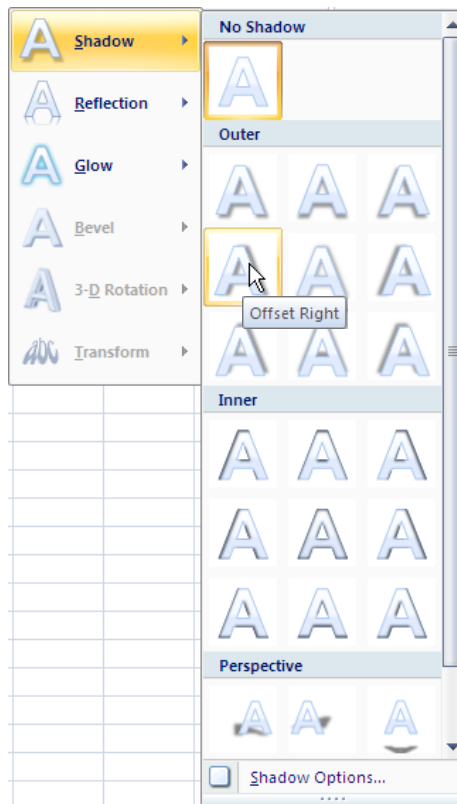 Shadow
Reflection
Glow
Bevel
3-D Rotation
Transform
No Shadow
Outer
Offset Right
Inner
Perspective
Shadow Options...